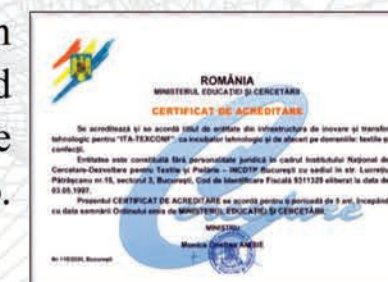 n
d
e
o.
ROMÂNIA
MINISTERUL EDUCAȚIEI ȘI CERCETĂRII
CERTIFICAT DE ACREDITARE
Se acreditează și se acordă titlul de entitate din infrastructura de inovare și transfer
tehnologic pentru "ITA-TEXCONF", ca incubator tehnologic și de afaceri pe domeniile: textile și
confecții.
Entitatea este constituită fără personalitate juridică în cadrul Institutului Național de
Cercetare-Dezvoltare pentru Textile și Pielărie - INCDTP București cu sediul în str. Lucrețiu
Pătrășcanu nr.16, sectorul 3, București, Cod de Identificare Fiscală 9311329 eliberat la data de
03.05.1997.
Prezentul CERTIFICAT DE ACREDITARE se acordă pentru o perioadă de 5 ani, începând
cu data semnării Ordinului emis de MINISTERUL EDUCAȚIEI ȘI CERCETĂRII.
MINISTRU
Monica Cristina ANISIE
București